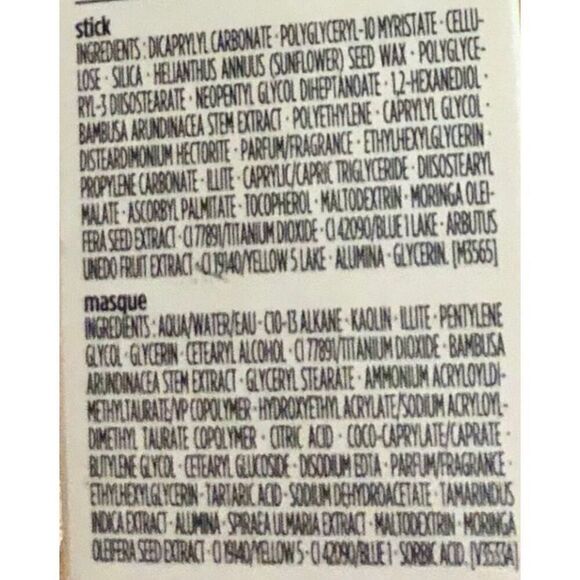 stick
INGREDIENTS : DICAPRYLYL CARBONATE · POLYGLYCERYL-10 MYRISTATE · CELLU-
LOSE · SILICA · HELIANTHUS ANNUUS (SUNFLOWER) SEED WAX · POLYGLYCE-
RYL-3 DIISOSTEARATE · NEOPENTYL GLYCOL DIHEPTANOATE · 1,2-HEXANEDIOL ·
BAMBUSA ARUNDINACEA STEM EXTRACT · POLYETHYLENE · CAPRYLYL GLYCOL ·
DISTEARDIMONIUM HECTORITE · PARFUM/FRAGRANCE · ETHYLHEXYLGLYCERIN ·
PROPYLENE CARBONATE · ILLITE · CAPRYLIC/CAPRIC TRIGLYCERIDE · DIISOSTEARYL
MALATE · ASCORBYL PALMITATE · TOCOPHEROL · MALTODEXTRIN · MORINGA OLEI-
FERA SEED EXTRACT · CI 77891/TITANIUM DIOXIDE · CI 42090/BLUE 1 LAKE · ARBUTUS
UNEDO FRUIT EXTRACT · CI 19140/YELLOW 5 LAKE · ALUMINA · GLYCERIN. [M3565]
masque
INGREDIENTS : AQUA/WATER/EAU · C10-13 ALKANE · KAOLIN · ILLITE · PENTYLENE
GLYCOL · GLYCERIN · CETEARYL ALCOHOL · CI 77891/TITANIUM DIOXIDE · BAMBUSA
ARUNDINACEA STEM EXTRACT · GLYCERYL STEARATE · AMMONIUM ACRYLOYLDI-
METHYLTAURATE/VP COPOLYMER · HYDROXYETHYL ACRYLATE/SODIUM ACRYLOYL-
DIMETHYL TAURATE COPOLYMER · CITRIC ACID · COCO-CAPRYLATE/CAPRATE ·
BUTYLENE GLYCOL · CETEARYL GLUCOSIDE · DISODIUM EDTA · PARFUM/FRAGRANCE ·
ETHYLHEXYLGLYCERIN · TARTARIC ACID · SODIUM DEHYDROACETATE · TAMARINDUS
INDICA EXTRACT · ALUMINA · SPIRAEA ULMARIA EXTRACT · MALTODEXTRIN · MORINGA
OLEIFERA SEED EXTRACT · CI 19140/YELLOW 5 · CI 42090/BLUE 1 · SORBIC ACID. [V3533A]